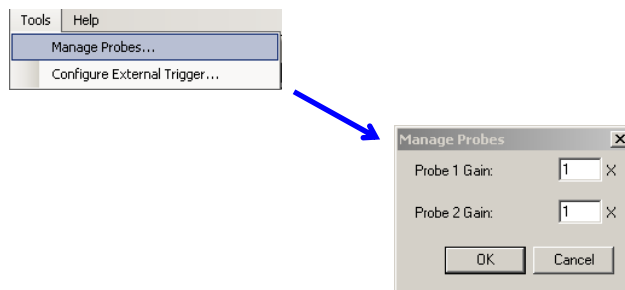 Tools Help
Manage Probes...
Configure External Trigger...
Manage Probes
Probe 1 Gain: 1 X
Probe 2 Gain: 1 X
OK Cancel